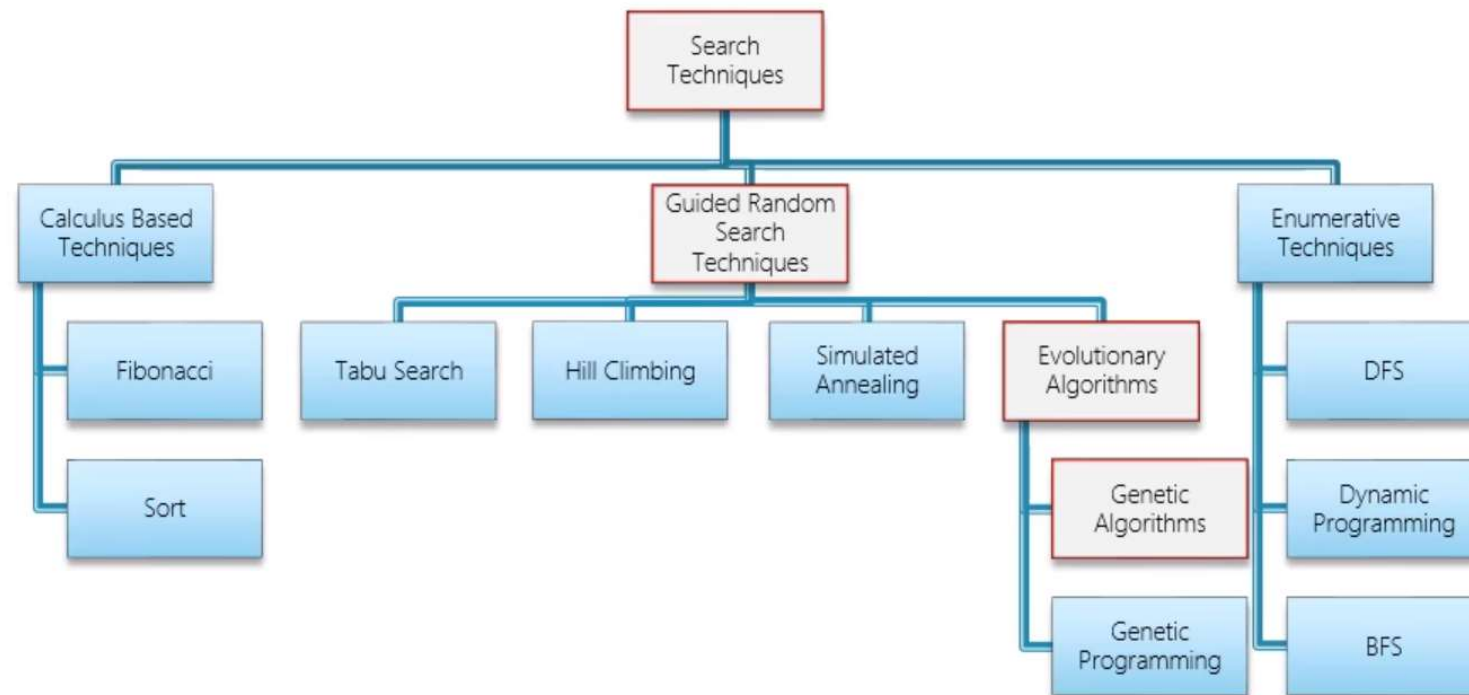 Search
Techniques
Calculus Based
Techniques
Guided Random
Search
Techniques
Enumerative
Techniques
Fibonacci
Tabu Search
Hill Climbing
Simulated
Annealing
Evolutionary
Algorithms
DFS
Sort
Genetic
Algorithms
Dynamic
Programming
Genetic
Programming
BFS